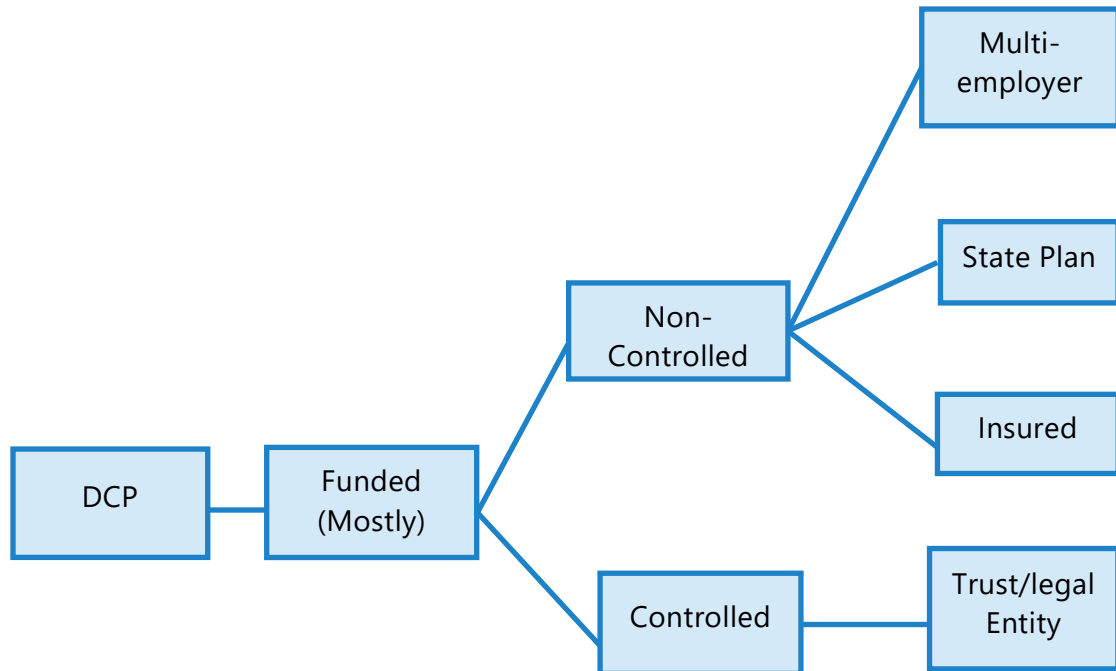 Multi-
employer
State Plan
Non-
Controlled
Insured
DCP
Funded
(Mostly)
Controlled
Trust/legal
Entity